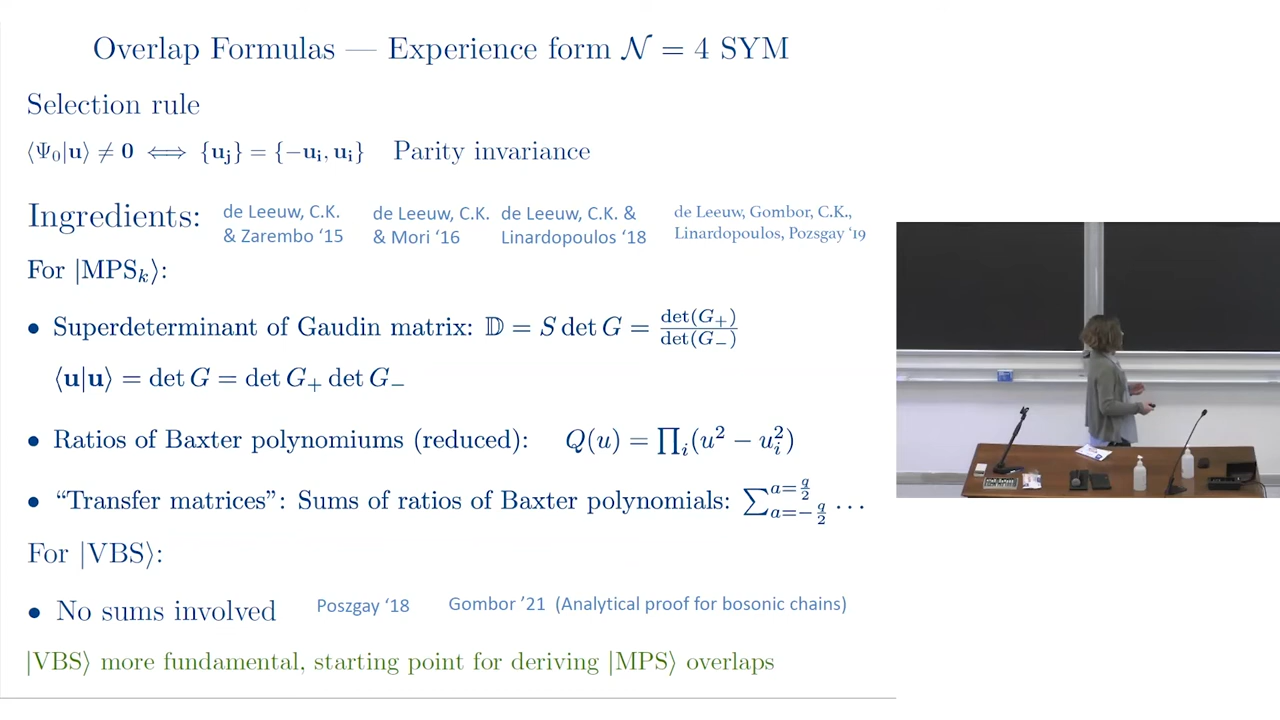 Overlap Formulas — Experience form 𝒩 = 4 SYM
Selection rule
⟨Ψ₀|u⟩ ≠ 0 ⟺ {u_j} = {−u_i, u_i} Parity invariance
Ingredients: de Leeuw, C.K. & Zarembo ‘15 de Leeuw, C.K. & Mori ‘16 de Leeuw, C.K. & Linardopoulos ‘18 de Leeuw, Gombor, C.K., Linardopoulos, Pozsgay ‘19
For |MPS_k⟩:
• Superdeterminant of Gaudin matrix: 𝔻 = S det G = det(G₊)/det(G₋)
⟨u|u⟩ = det G = det G₊ det G₋
• Ratios of Baxter polynomiums (reduced): Q(u) = ∏_i(u² − u_i²)
• “Transfer matrices”: Sums of ratios of Baxter polynomials: ∑_{a=−q/2}^{a=q/2} ...
For |VBS⟩:
• No sums involved Poszgay ‘18 Gombor ’21 (Analytical proof for bosonic chains)
|VBS⟩ more fundamental, starting point for deriving |MPS⟩ overlaps